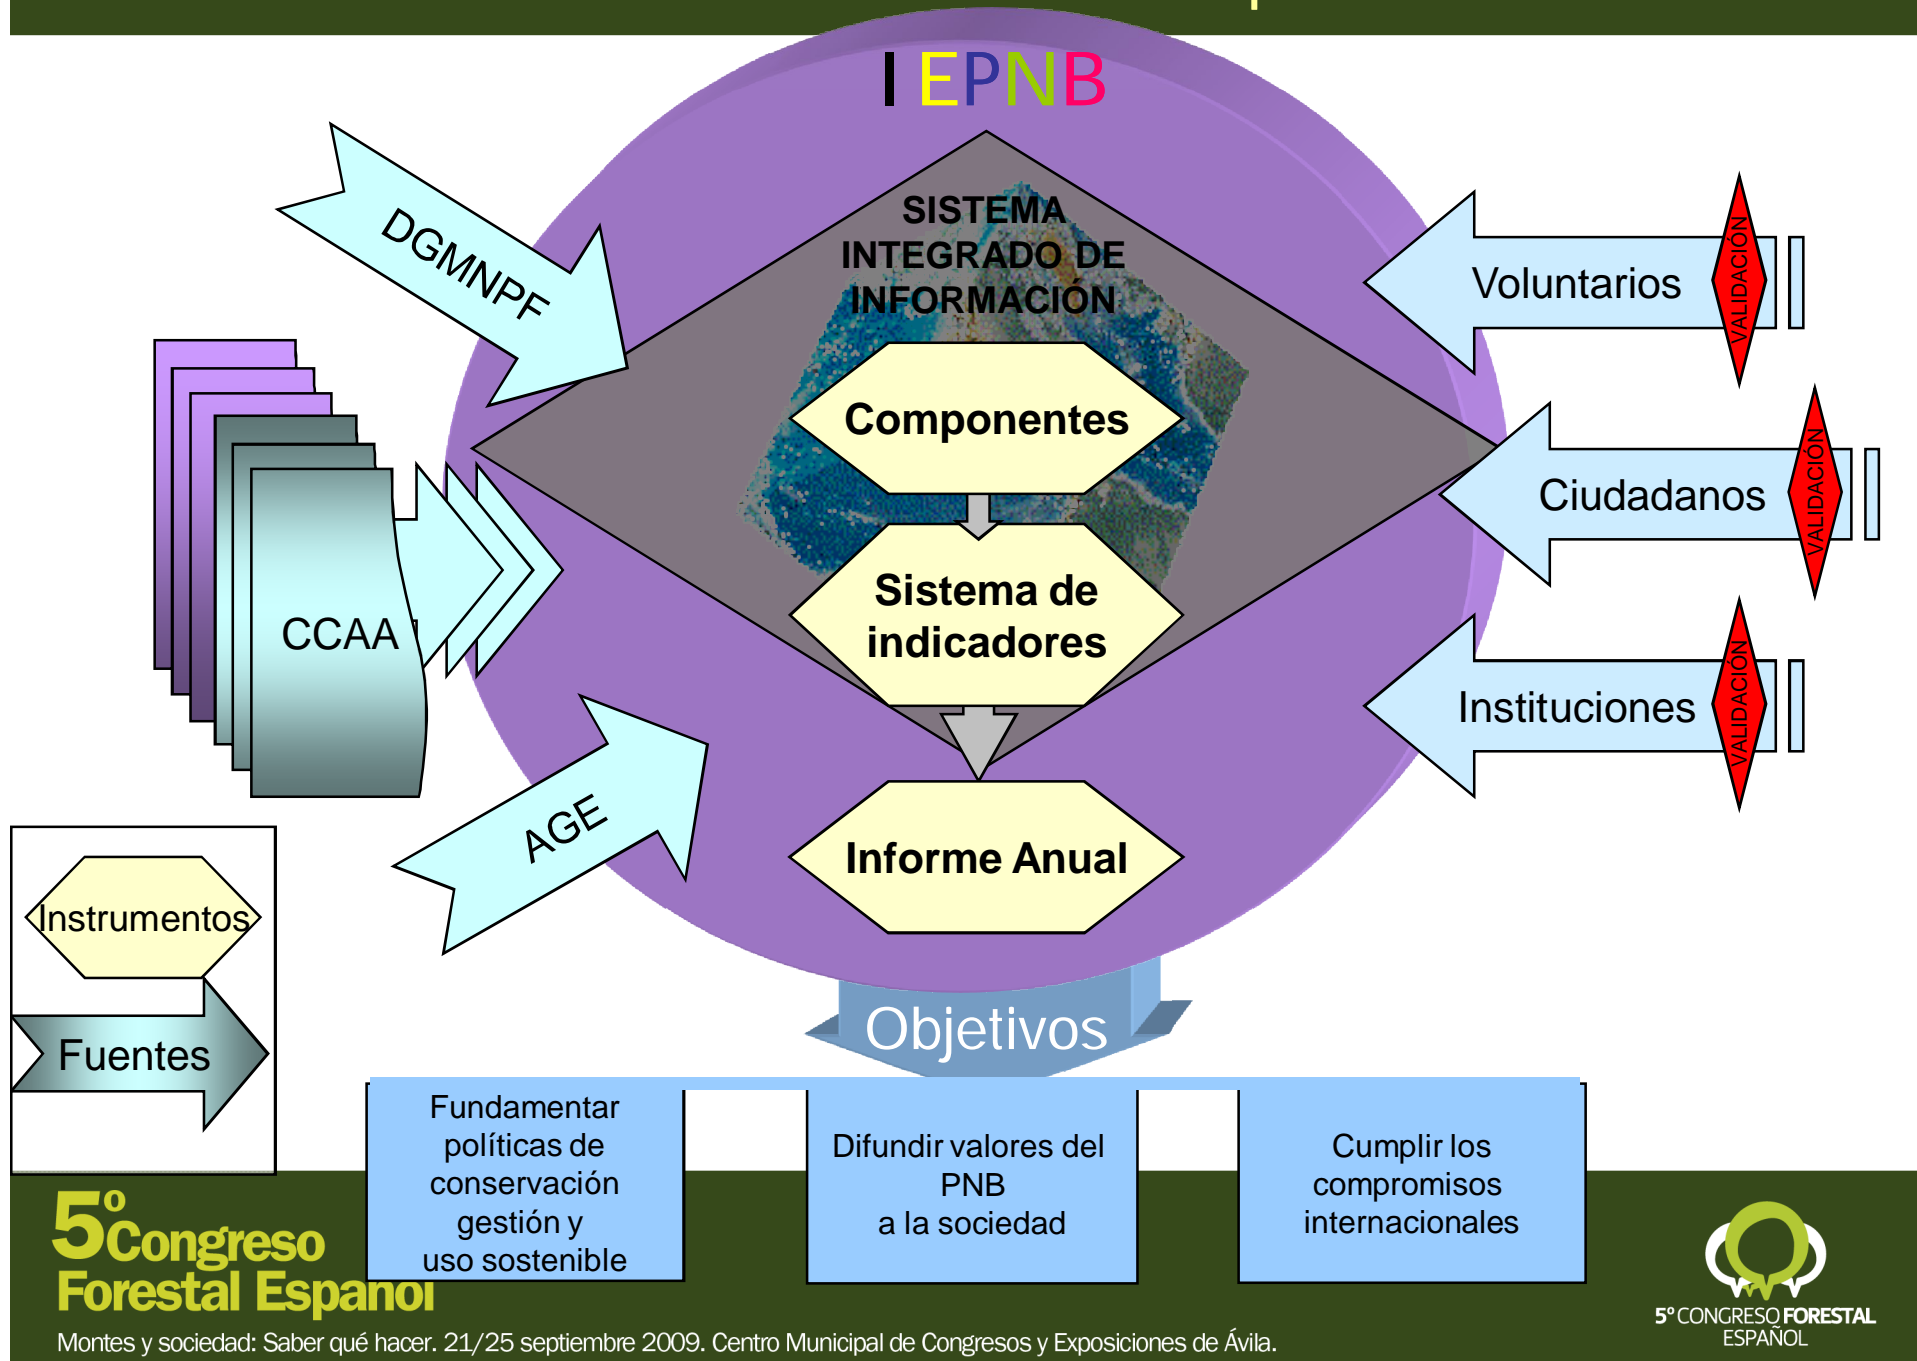 IEPNB
SISTEMA
INTEGRADO DE
INFORMACIÓN
DGMNPF
Componentes
Sistema de
indicadores
Informe Anual
CCAA
AGE
Voluntarios
VALIDACIÓN
Ciudadanos
VALIDACIÓN
Instituciones
VALIDACIÓN
Instrumentos
Fuentes
Objetivos
Fundamentar
políticas de
conservación
gestión y
uso sostenible
Difundir valores del
PNB
a la sociedad
Cumplir los
compromisos
internacionales
5º Congreso
Forestal Español
Montes y sociedad: Saber qué hacer. 21/25 septiembre 2009. Centro Municipal de Congresos y Exposiciones de Ávila.
5º CONGRESO FORESTAL
ESPAÑOL